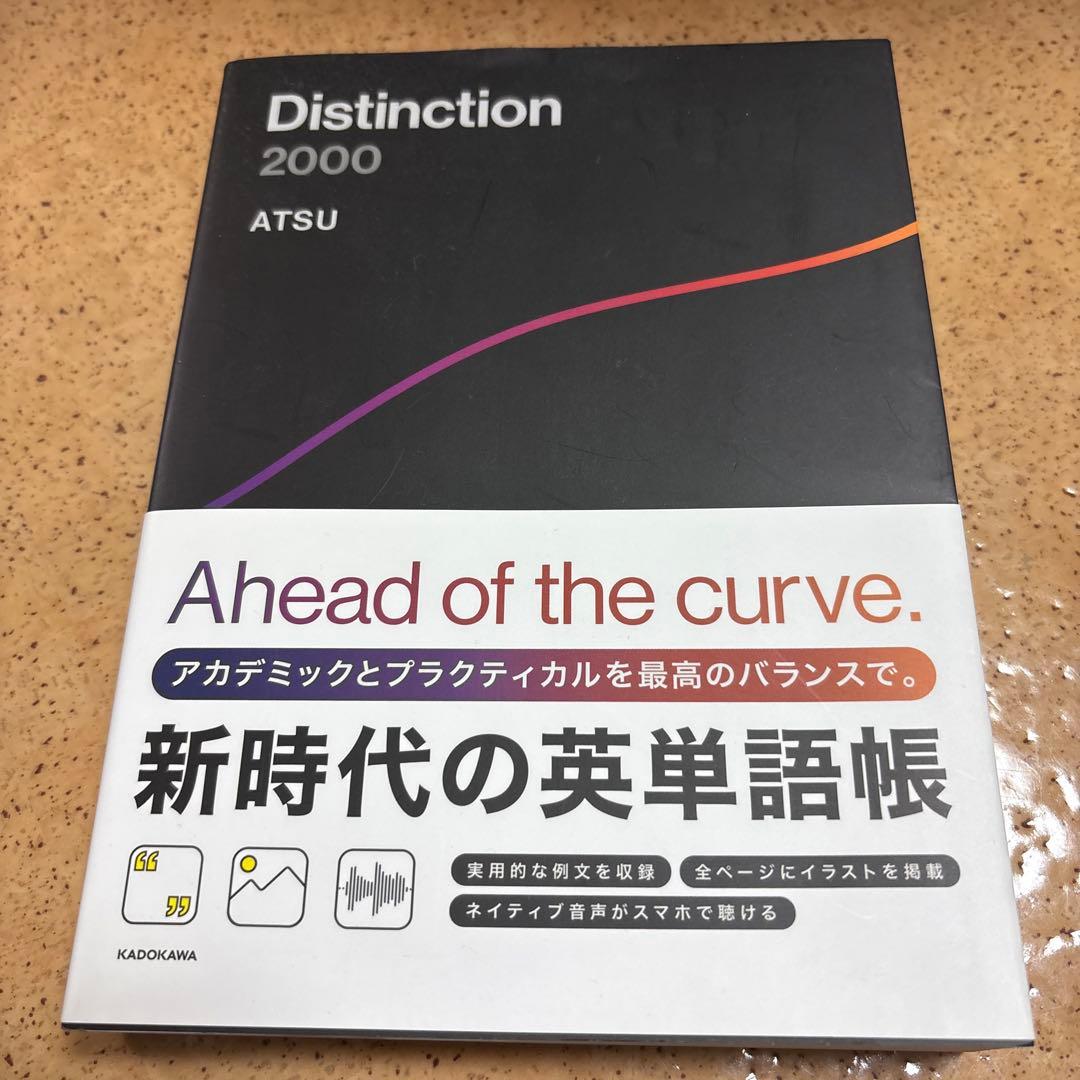 Distinction
2000
ATSU
Ahead of the curve.
アカデミックとプラクティカルを最高のバランスで。
新時代の英単語帳
実用的な例文を収録 全ページにイラストを掲載
ネイティブ音声がスマホで聴ける
KADOKAWA